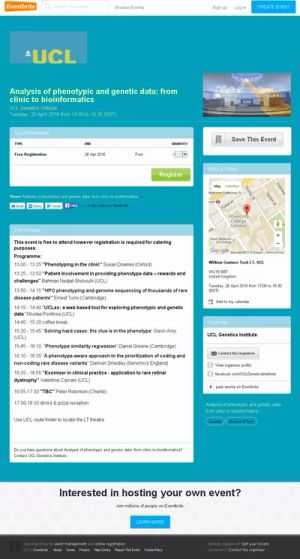 Eventbrite
Search for events
Browse Events
Sign up
Log in
CREATE EVENT
UCL
Analysis of phenotypic and genetic data; from
clinic to bioinformatics
UCL Genetics Institute
Tuesday, 26 April 2016 from 13:00 to 18:30 (BST)
Ticket Information
TYPE
END
QUANTITY
Free Registration
26 Apr 2016
Free
1
Register
Save This Event
Share Analysis of phenotypic and genetic data; from clinic to bioinformatics
Event Details
This event is free to attend however registration is required for catering
purposes.
Programme:
13:00 - 13:25 "Phenotyping in the clinic" Susan Downes (Oxford)
13:25 - 13:50 "Patient involvement in providing phenotype data – rewards and
challenges" Bahman Nedjat-Shokouhi (UCL)
13:50 - 14:15 "HPO phenotyping and genome sequencing of thousands of rare
disease patients" Ernest Turro (Cambridge)
14:15 - 14:40 "UCLex: a web based tool for exploring phenotypic and genetic
data" Nikolas Pontikos (UCL)
14:40 - 15:20 coffee break
15:20 - 15:45 "Solving hard cases: the clue is in the phenotype" Gavin Arno
(UCL)
15:45 - 16:10 "Phenotype similarity regression" Daniel Greene (Cambridge)
16:10 - 16:35 "A phenotype-aware approach to the prioritization of coding and
non-coding rare disease variants" Damian Smedley (Genomics England)
16:35 - 16:55 "Exomiser in clinical practice - application to rare retinal
dystrophy" Valentina Cipriani (UCL)
16:55-17:30 "TBC" Peter Robinson (Charite)
17:30-18:30 drinks & pizza reception
Use UCL route finder to locate the LT theatre.
Do you have questions about Analysis of phenotypic and genetic data; from clinic to bioinformatics?
Contact UCL Genetics Institute
When & Where
Map
Satellite
University
College
London
Google
Wilkins Gustave Tuck LT, UCL
WC1E 6BT
United Kingdom
Tuesday, 26 April 2016 from 13:00 to 18:30
(BST)
Add to my calendar
Organiser
UCL Genetics Institute
Contact the Organiser
View organiser profile
facebook.com/UCLGeneticsInstitute
past events on Eventbrite
Analysis of phenotypic and genetic data;
from clinic to bioinformatics
Interested in hosting your own event?
Join millions of people on Eventbrite.
LEARN MORE
Use Eventbrite for event management and online registration
Eventbrite About Terms Privacy Help Centre Report This Event Cookie Policy
Already registered? Get your tickets
Questions? Contact the organiser